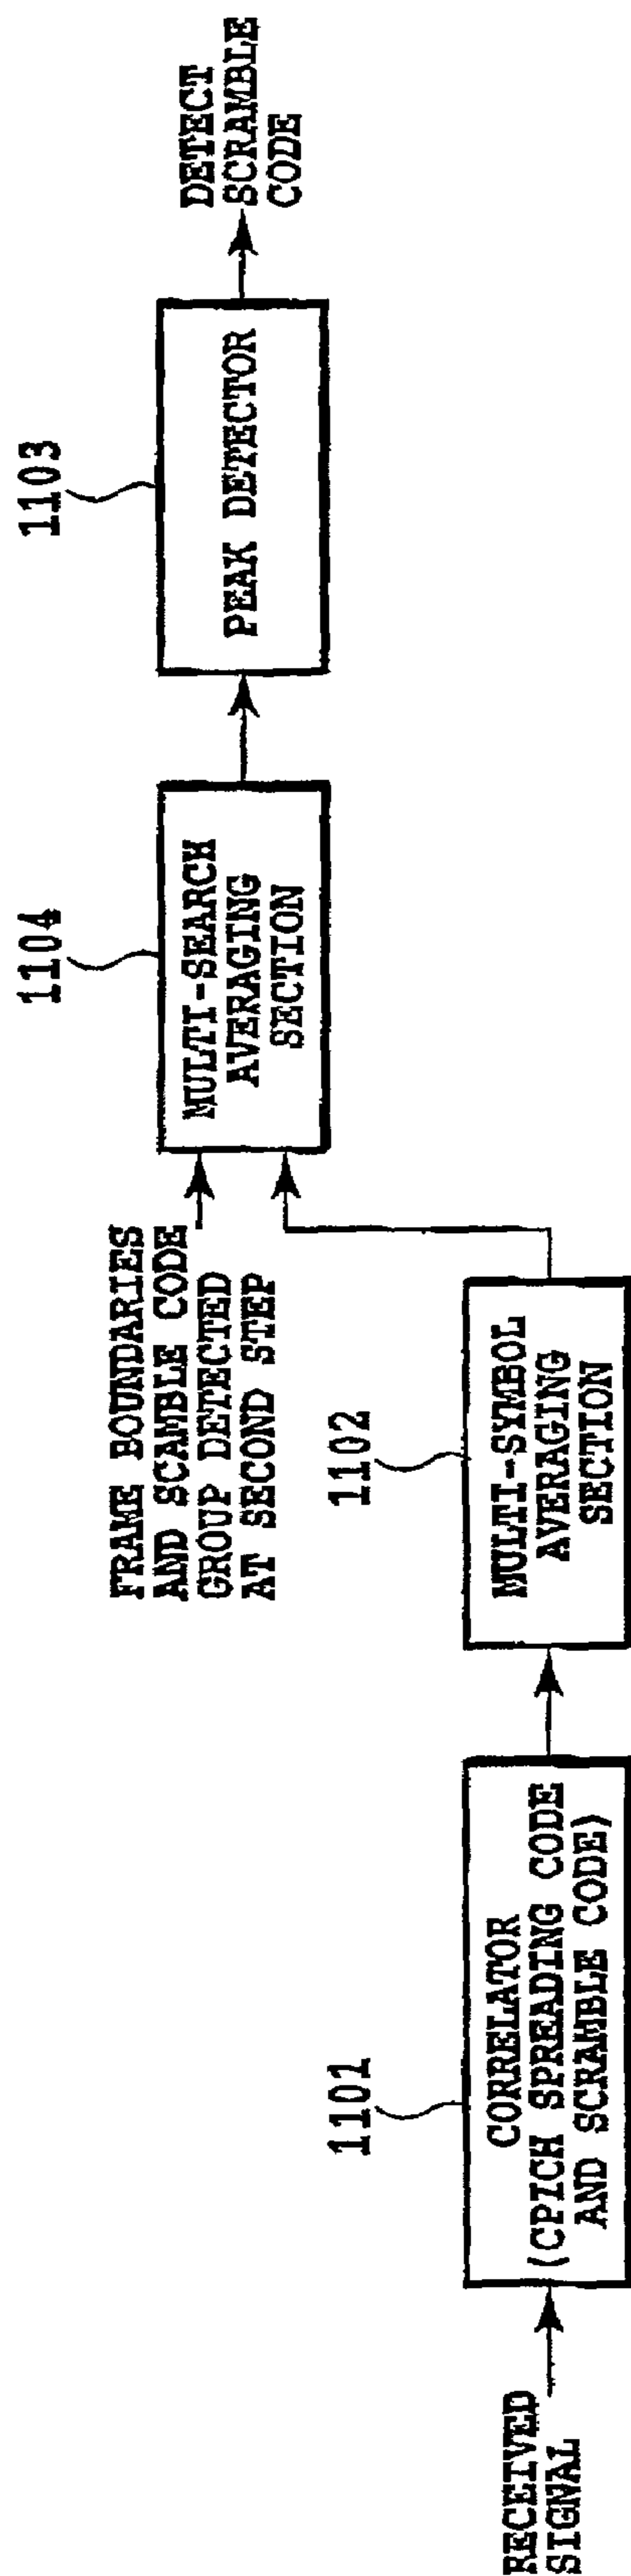 RECEIVED
SIGNAL
1101
CORRELATOR
(CPICH SPREADING CODE
AND SCRAMBLE CODE)
1102
MULTI-SYMBOL
AVERAGING
SECTION
FRAME BOUNDARIES
AND SCAMBLE CODE
GROUP DETECTED
AT SECOND STEP
1104
MULTI-SEARCH
AVERAGING
SECTION
1103
PEAK DETECTOR
DETECT
SCRAMBLE
CODE